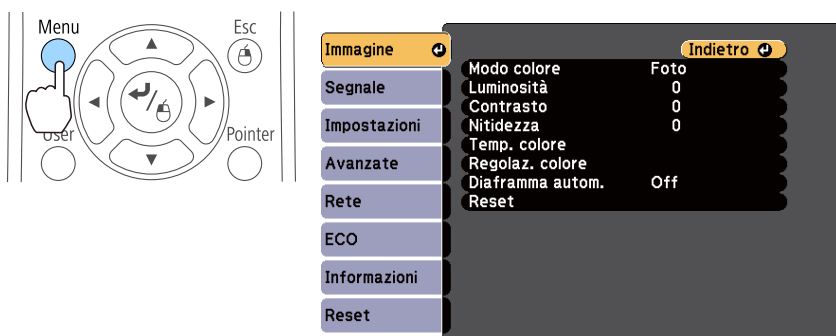 Menu
Esc
User
Pointer
Immagine
Segnale
Impostazioni
Avanzate
Rete
ECO
Informazioni
Reset
Indietro
Modo colore Foto
Luminosità 0
Contrasto 0
Nitidezza 0
Temp. colore
Regolaz. colore
Diaframma autom. Off
Reset